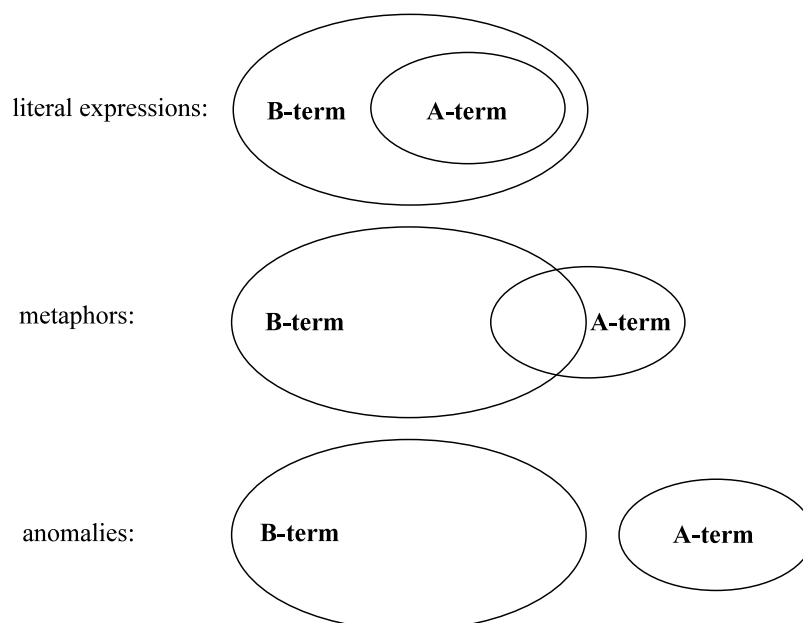 literal expressions:
B-term
A-term
metaphors:
B-term
A-term
anomalies:
B-term
A-term